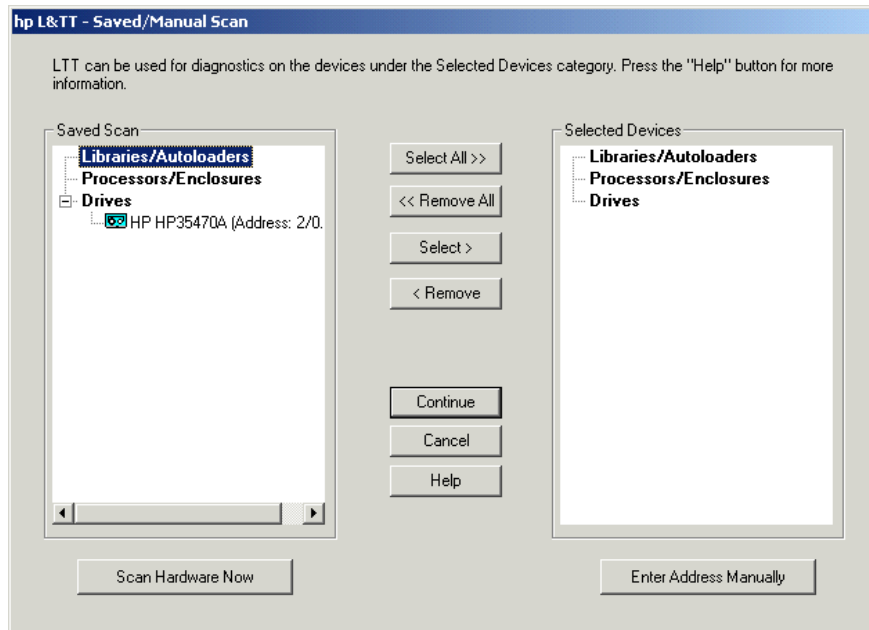 hp L&TT - Saved/Manual Scan
LTT can be used for diagnostics on the devices under the Selected Devices category. Press the "Help" button for more
information.
Saved Scan
Libraries/Autoloaders
Processors/Enclosures
Drives
HP HP35470A (Address: 2/0.
Select All >>
<< Remove All
Select >
< Remove
Continue
Cancel
Help
Selected Devices
Libraries/Autoloaders
Processors/Enclosures
Drives
Scan Hardware Now
Enter Address Manually